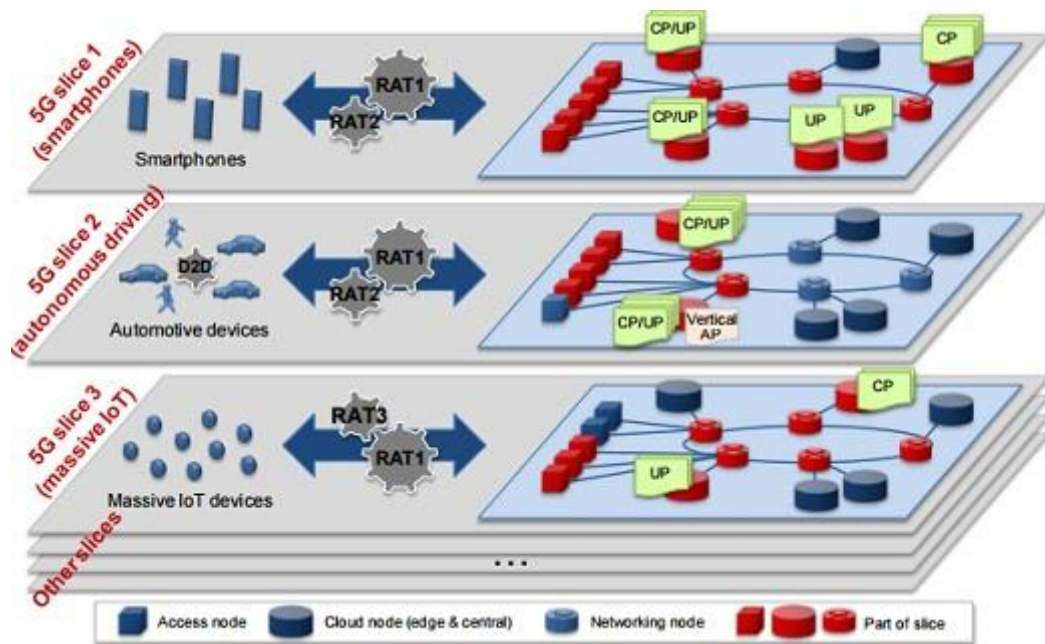 5G slice 1
(smartphones)
Smartphones
RAT1
RAT2
CP/UP
CP/UP
UP
UP
CP
5G slice 2
(autonomous driving)
D2D
Automotive devices
RAT1
RAT2
CP/UP
CP/UP
Vertical
AP
5G slice 3
(massive IoT)
Massive IoT devices
RAT3
RAT1
UP
CP
Other slices
...
Access node
Cloud node (edge & central)
Networking node
Part of slice